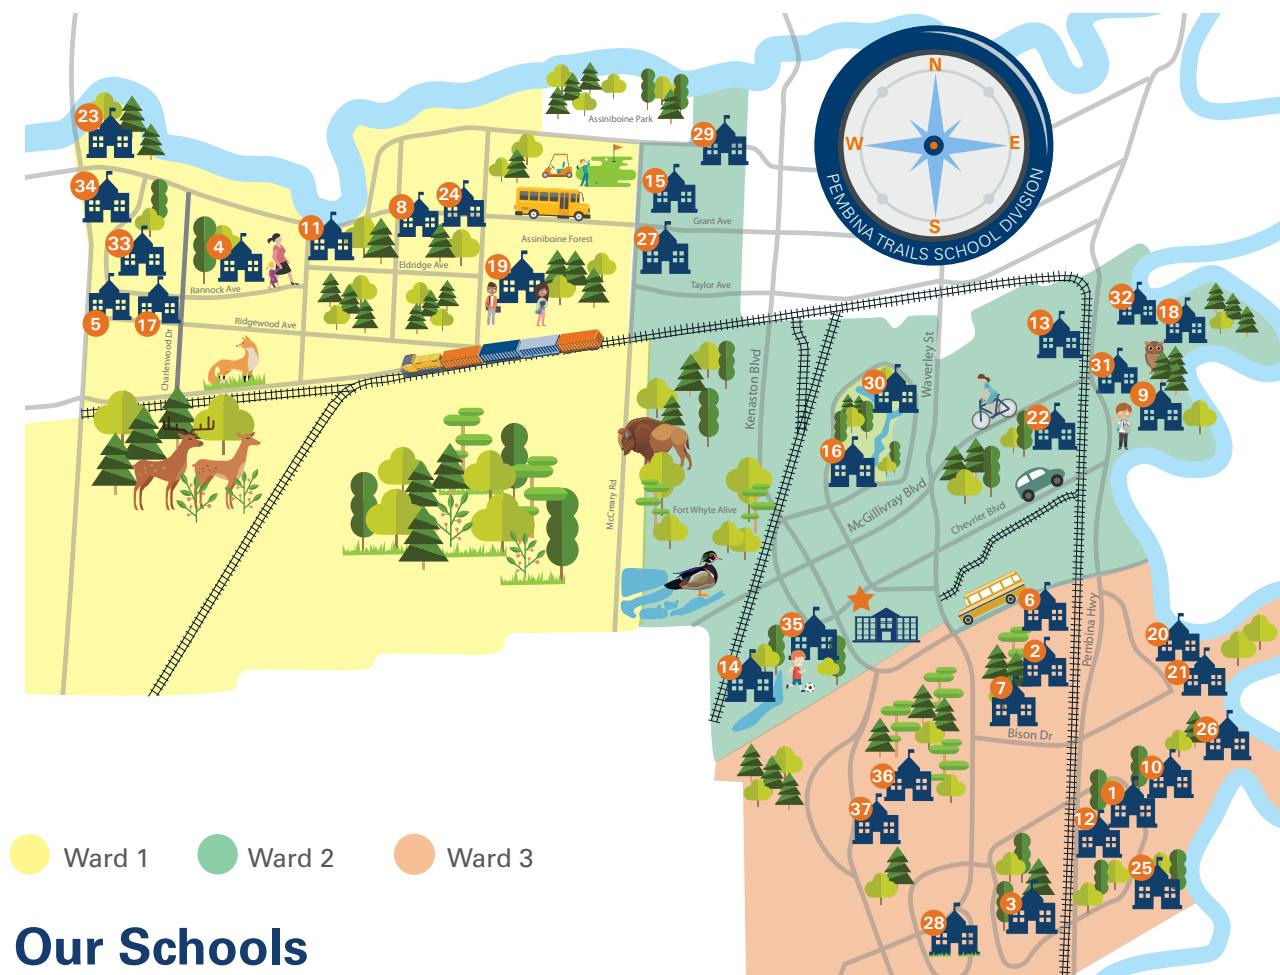 N
W
E
S
PEMBINA TRAILS SCHOOL DIVISION
Assiniboine Park
23
29
34
15
8
24
11
33
4
27
Grant Ave
Assiniboine Forest
19
Eldridge Ave
Rannock Ave
Taylor Ave
5
17
Ridgewood Ave
Charleswood Dr
32
18
13
31
9
Kenaston Blvd
Waverley St
30
22
16
McGillivray Blvd
Chevrier Blvd
McCreary Rd
Fort Whyte Alive
6
Pembina Hwy
35
20
2
14
21
7
26
Bison Dr
36
10
1
37
12
25
3
28
Ward 1
Ward 2
Ward 3
Our Schools